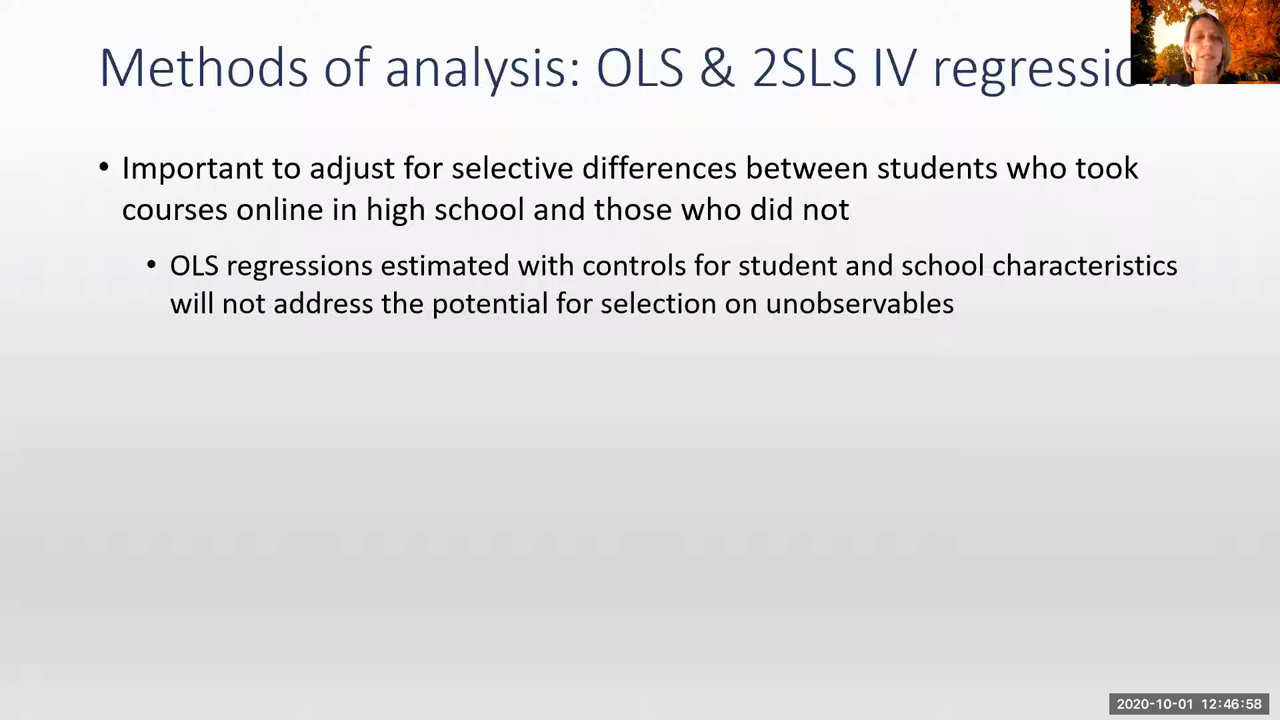 Methods of analysis: OLS & 2SLS IV regressions
• Important to adjust for selective differences between students who took
courses online in high school and those who did not
• OLS regressions estimated with controls for student and school characteristics
will not address the potential for selection on unobservables
2020-10-01 12:46:58